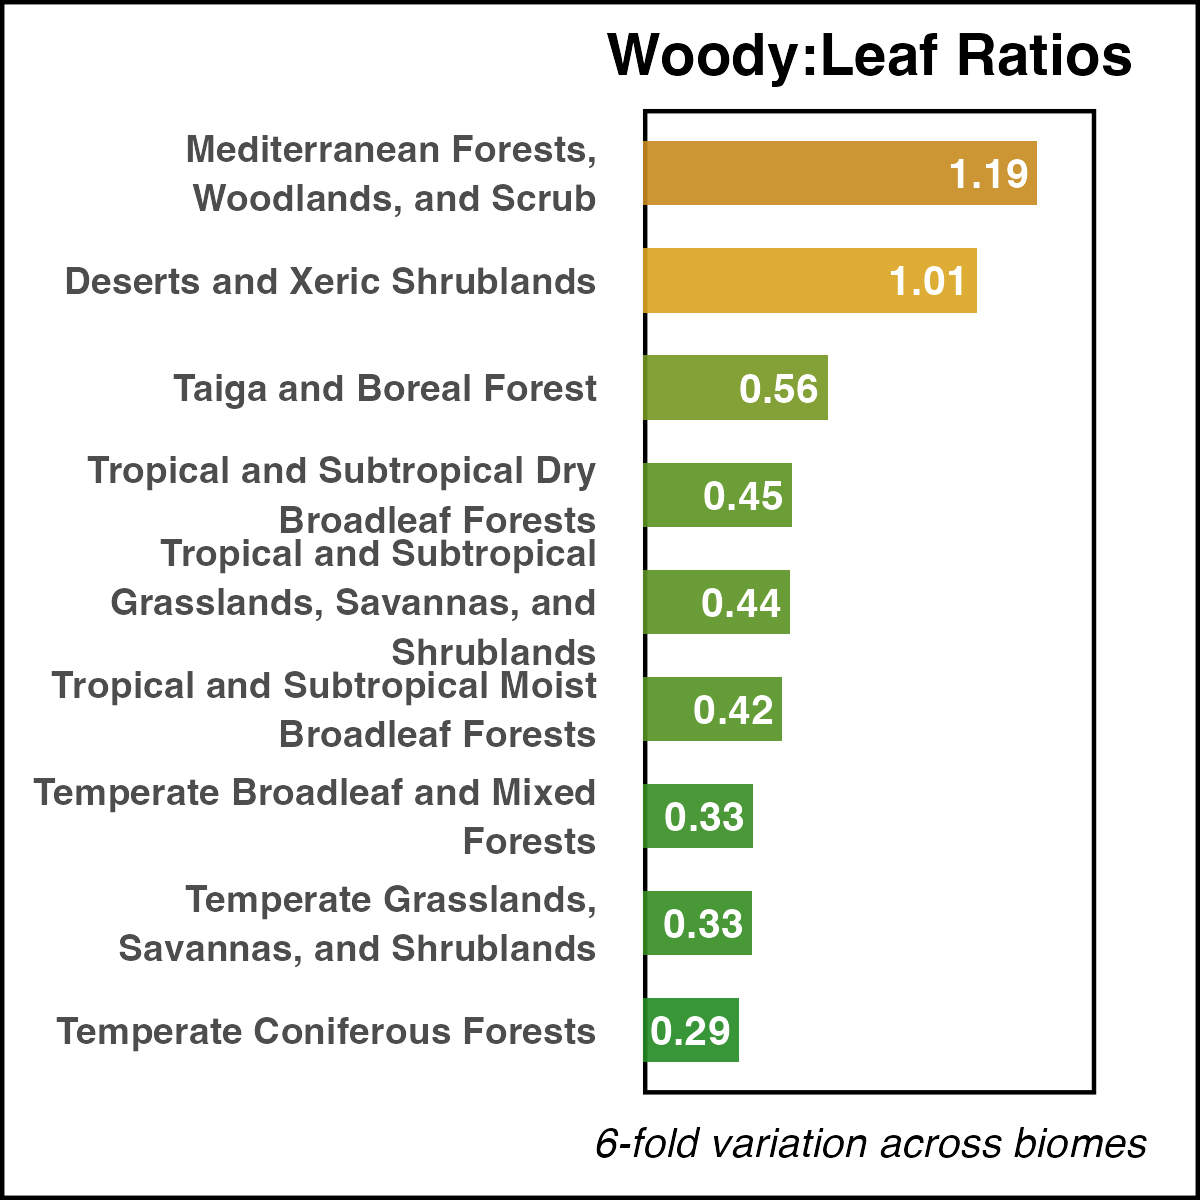 Woody:Leaf Ratios
Mediterranean Forests,
Woodlands, and Scrub
1.19
Deserts and Xeric Shrublands
1.01
Taiga and Boreal Forest
0.56
Tropical and Subtropical Dry
Broadleaf Forests
0.45
Tropical and Subtropical
Grasslands, Savannas, and
Shrublands
0.44
Tropical and Subtropical Moist
Broadleaf Forests
0.42
Temperate Broadleaf and Mixed
Forests
0.33
Temperate Grasslands,
Savannas, and Shrublands
0.33
Temperate Coniferous Forests
0.29
6-fold variation across biomes